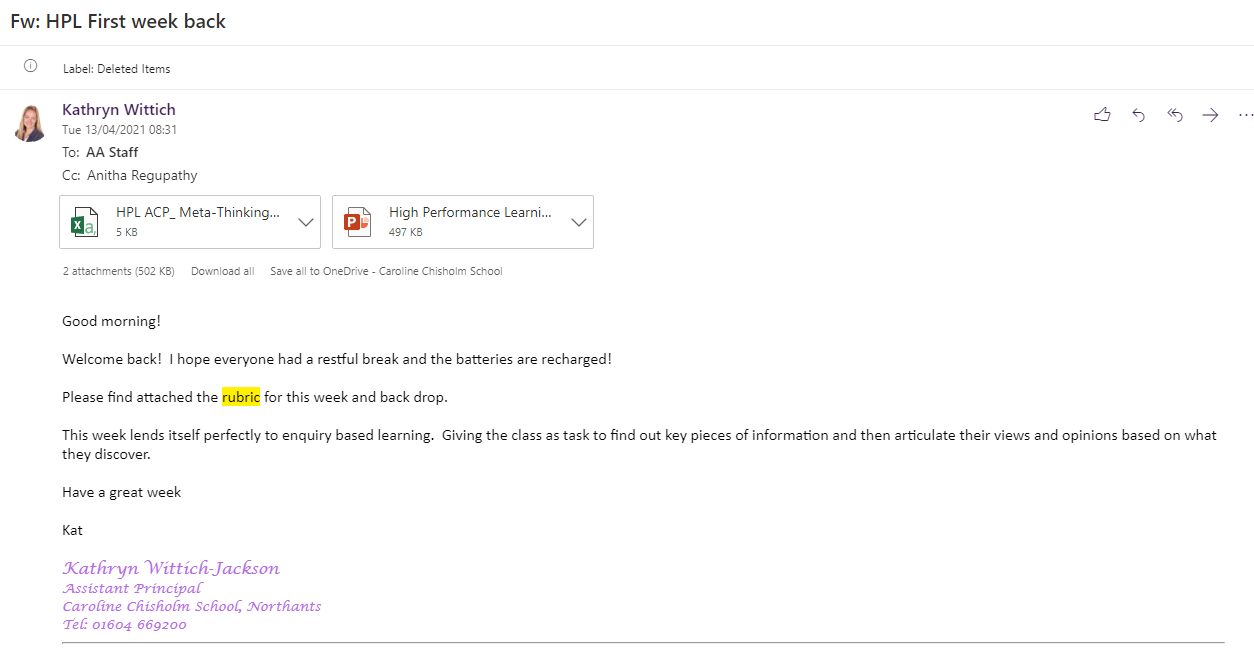 Fw: HPL First week back
Label: Deleted Items
Kathryn Wittich
Tue 13/04/2021 08:31
To: AA Staff
Cc: Anitha Regupathy
HPL ACP_ Meta-Thinking...
5 KB
High Performance Learni...
497 KB
2 attachments (502 KB) Download all Save all to OneDrive - Caroline Chisholm School
Good morning!
Welcome back! I hope everyone had a restful break and the batteries are recharged!
Please find attached the rubric for this week and back drop.
This week lends itself perfectly to enquiry based learning. Giving the class as task to find out key pieces of information and then articulate their views and opinions based on what
they discover.
Have a great week
Kat
Kathryn Wittich-Jackson
Assistant Principal
Caroline Chisholm School, Northants
Tel: 01604 669200